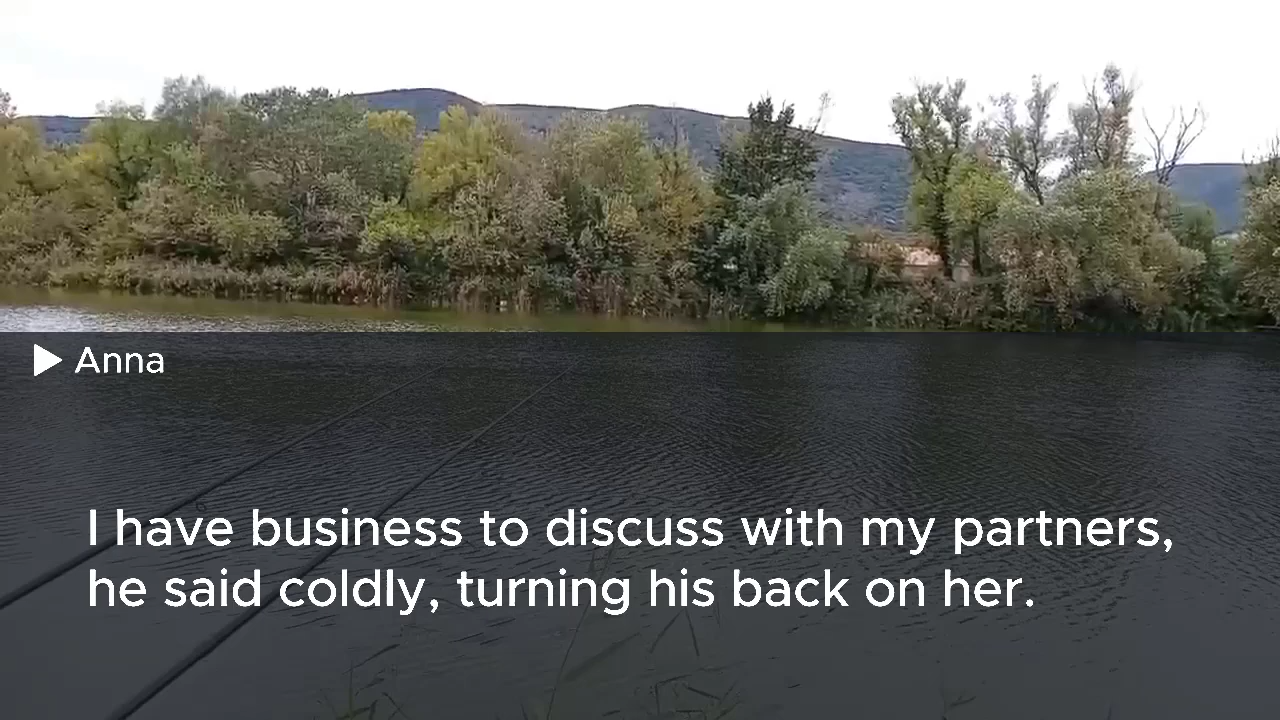 Anna
I have business to discuss with my partners,
he said coldly, turning his back on her.